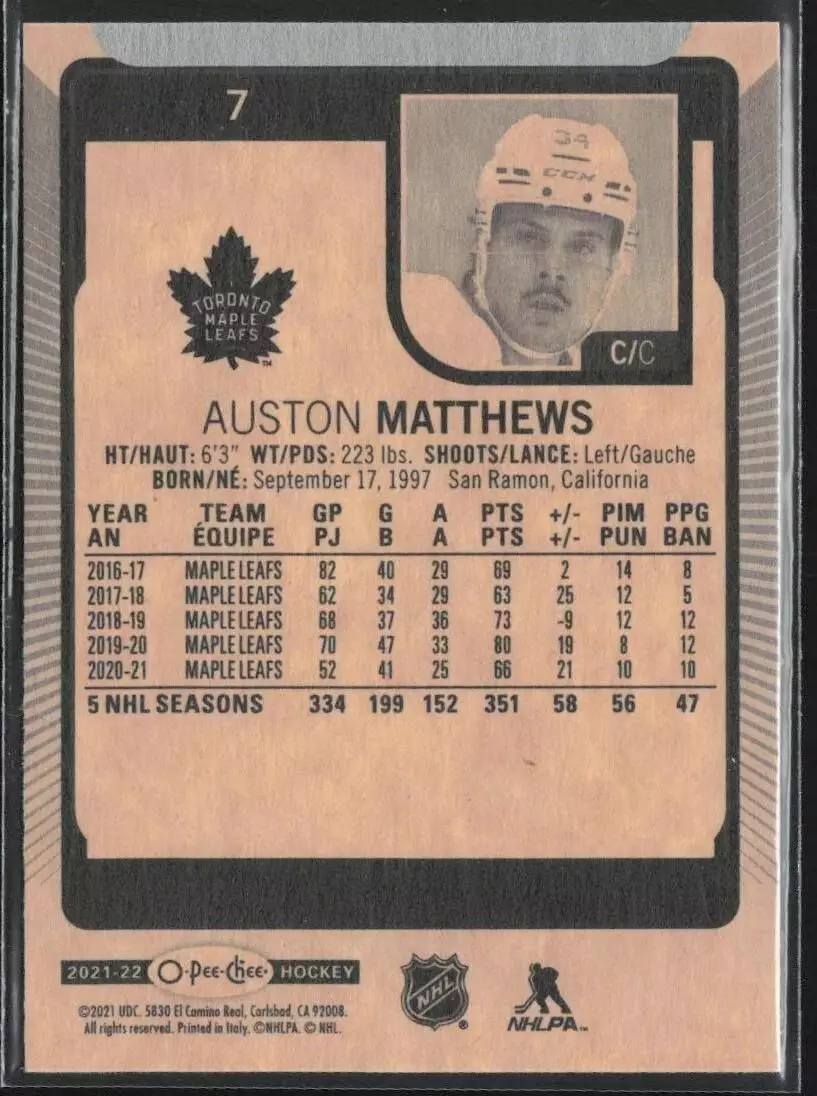 7
34
CCM
TORONTO
MAPLE
LEAFS
TM
C/C
AUSTON MATTHEWS
HT/HAUT: 6'3" WT/PDS: 223 lbs. SHOOTS/LANCE: Left/Gauche
BORN/NÉ: September 17, 1997 San Ramon, California
YEAR TEAM GP G A PTS +/- PIM PPG
AN ÉQUIPE PJ B A PTS +/- PUN BAN
2016-17 MAPLE LEAFS 82 40 29 69 2 14 8
2017-18 MAPLE LEAFS 62 34 29 63 25 12 5
2018-19 MAPLE LEAFS 68 37 36 73 -9 12 12
2019-20 MAPLE LEAFS 70 47 33 80 19 8 12
2020-21 MAPLE LEAFS 52 41 25 66 21 10 10
5 NHL SEASONS 334 199 152 351 58 56 47
2021-22 O-Pee-Chee HOCKEY
©2021 UDC. 5830 El Camino Real, Carlsbad, CA 92008.
All rights reserved. Printed in Italy. ©NHLPA. © NHL.
NHL ®
NHLPA™